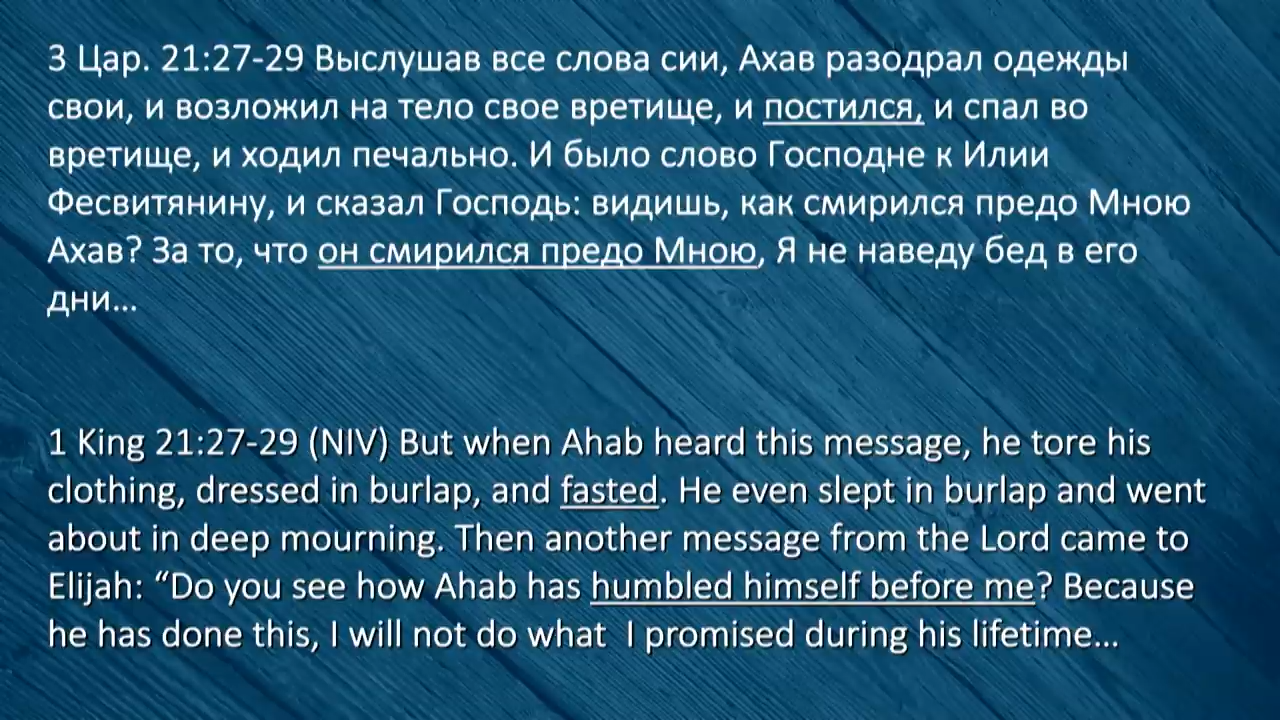 3 Цар. 21:27-29 Выслушав все слова сии, Ахав разодрал одежды
свои, и возложил на тело свое вретище, и постился, и спал во
вретище, и ходил печально. И было слово Господне к Илии
Фесвитянину, и сказал Господь: видишь, как смирился предо Мною
Ахав? За то, что он смирился предо Мною, Я не наведу бед в его
дни...
1 King 21:27-29 (NIV) But when Ahab heard this message, he tore his
clothing, dressed in burlap, and fasted. He even slept in burlap and went
about in deep mourning. Then another message from the Lord came to
Elijah: “Do you see how Ahab has humbled himself before me? Because
he has done this, I will not do what  I promised during his lifetime...